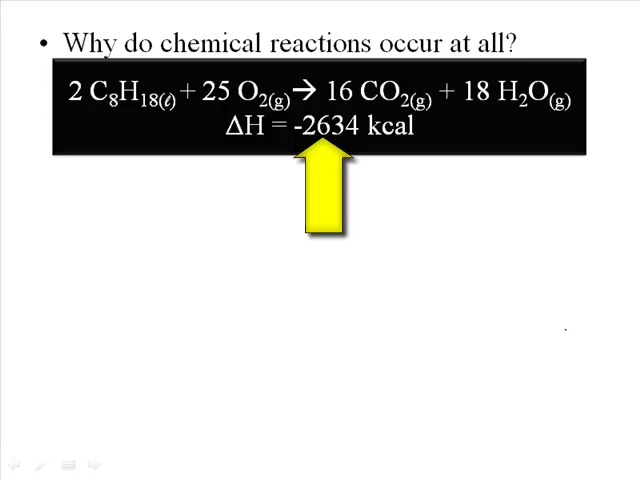 • Why do chemical reactions occur at all?
2 C₈H₁₈₍ℓ₎ + 25 O₂₍g₎ → 16 CO₂₍g₎ + 18 H₂O₍g₎
ΔH = -2634 kcal